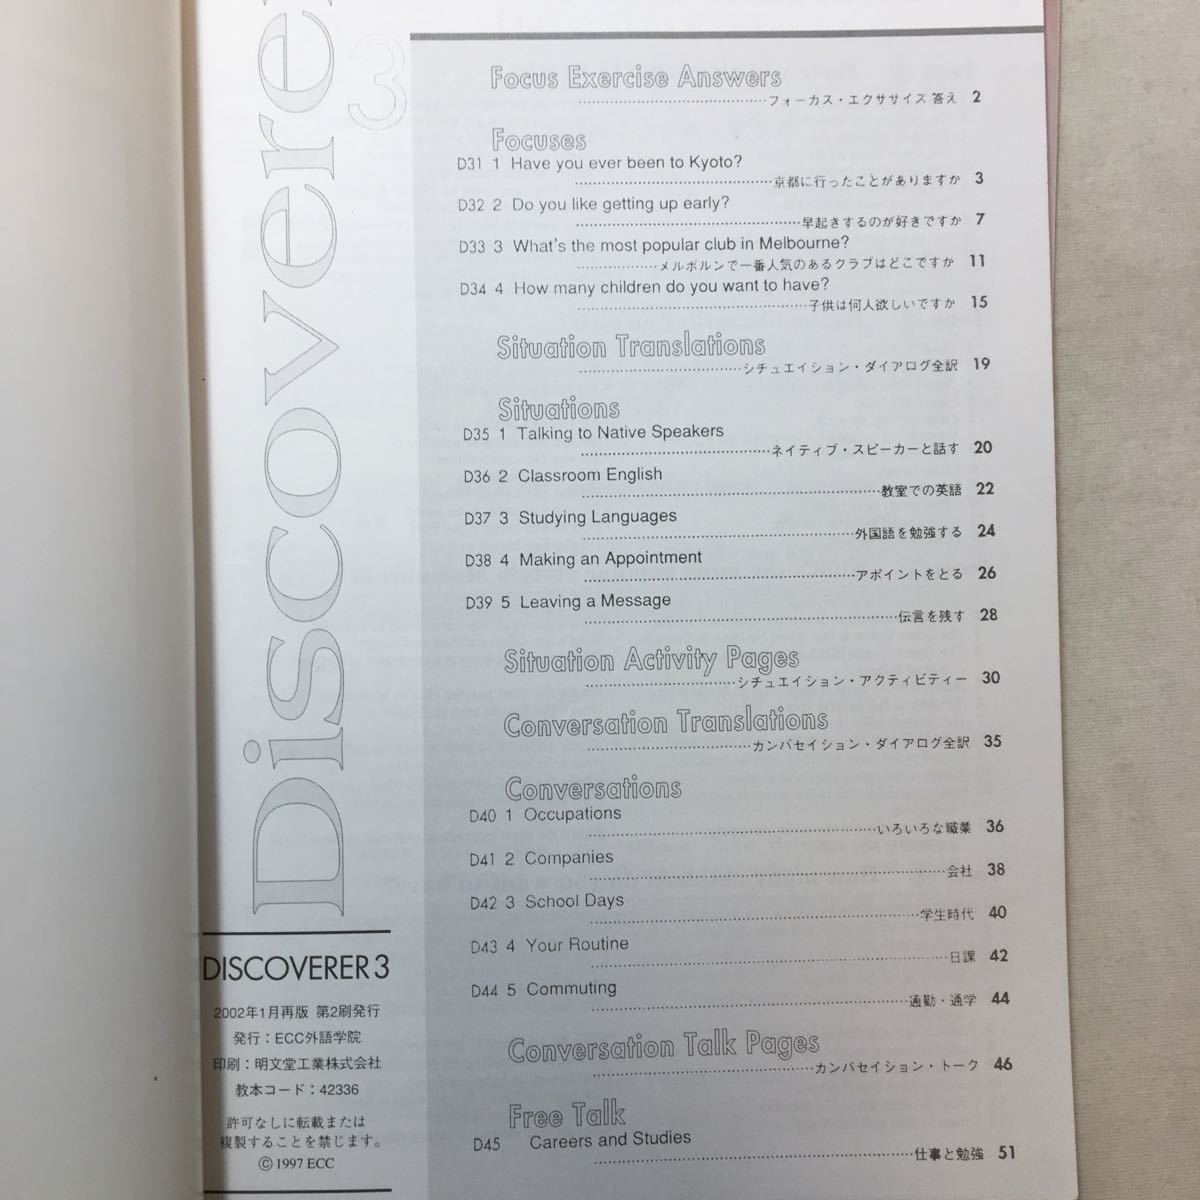 Discoverer 3
DISCOVERER 3
2002年1月再版 第2刷発行
発行：ECC外語学院
印刷：明文堂工業株式会社
教本コード：42336
許可なしに転載または
複製することを禁じます。
© 1997 ECC
Focus Exercise Answers
フォーカス・エクササイズ 答え 2
Focuses
D31 1 Have you ever been to Kyoto?
京都に行ったことがありますか 3
D32 2 Do you like getting up early?
早起きするのが好きですか 7
D33 3 What's the most popular club in Melbourne?
メルボルンで一番人気のあるクラブはどこですか 11
D34 4 How many children do you want to have?
子供は何人欲しいですか 15
Situation Translations
シチュエイション・ダイアログ全訳 19
Situations
D35 1 Talking to Native Speakers
ネイティブ・スピーカーと話す 20
D36 2 Classroom English
教室での英語 22
D37 3 Studying Languages
外国語を勉強する 24
D38 4 Making an Appointment
アポイントをとる 26
D39 5 Leaving a Message
伝言を残す 28
Situation Activity Pages
シチュエイション・アクティビティー 30
Conversation Translations
カンバセイション・ダイアログ全訳 35
Conversations
D40 1 Occupations
いろいろな職業 36
D41 2 Companies
会社 38
D42 3 School Days
学生時代 40
D43 4 Your Routine
日課 42
D44 5 Commuting
通勤・通学 44
Conversation Talk Pages
カンバセイション・トーク 46
Free Talk
D45 Careers and Studies
仕事と勉強 51